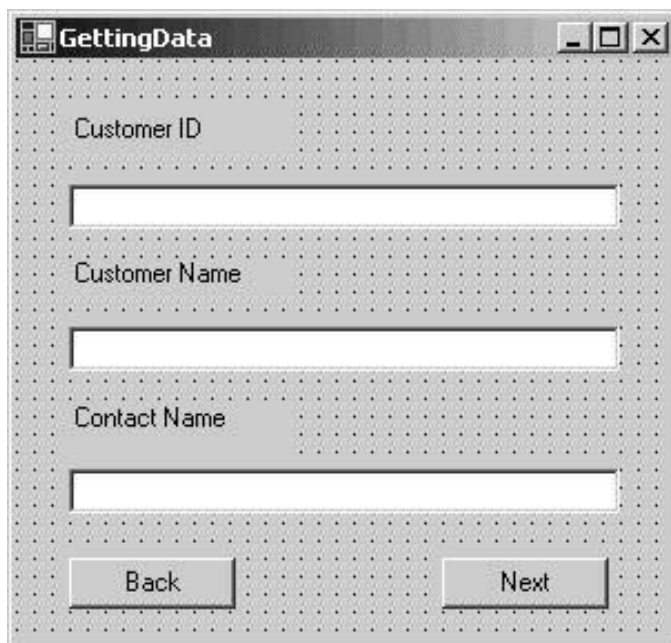 GettingData
Customer ID
Customer Name
Contact Name
Back Next